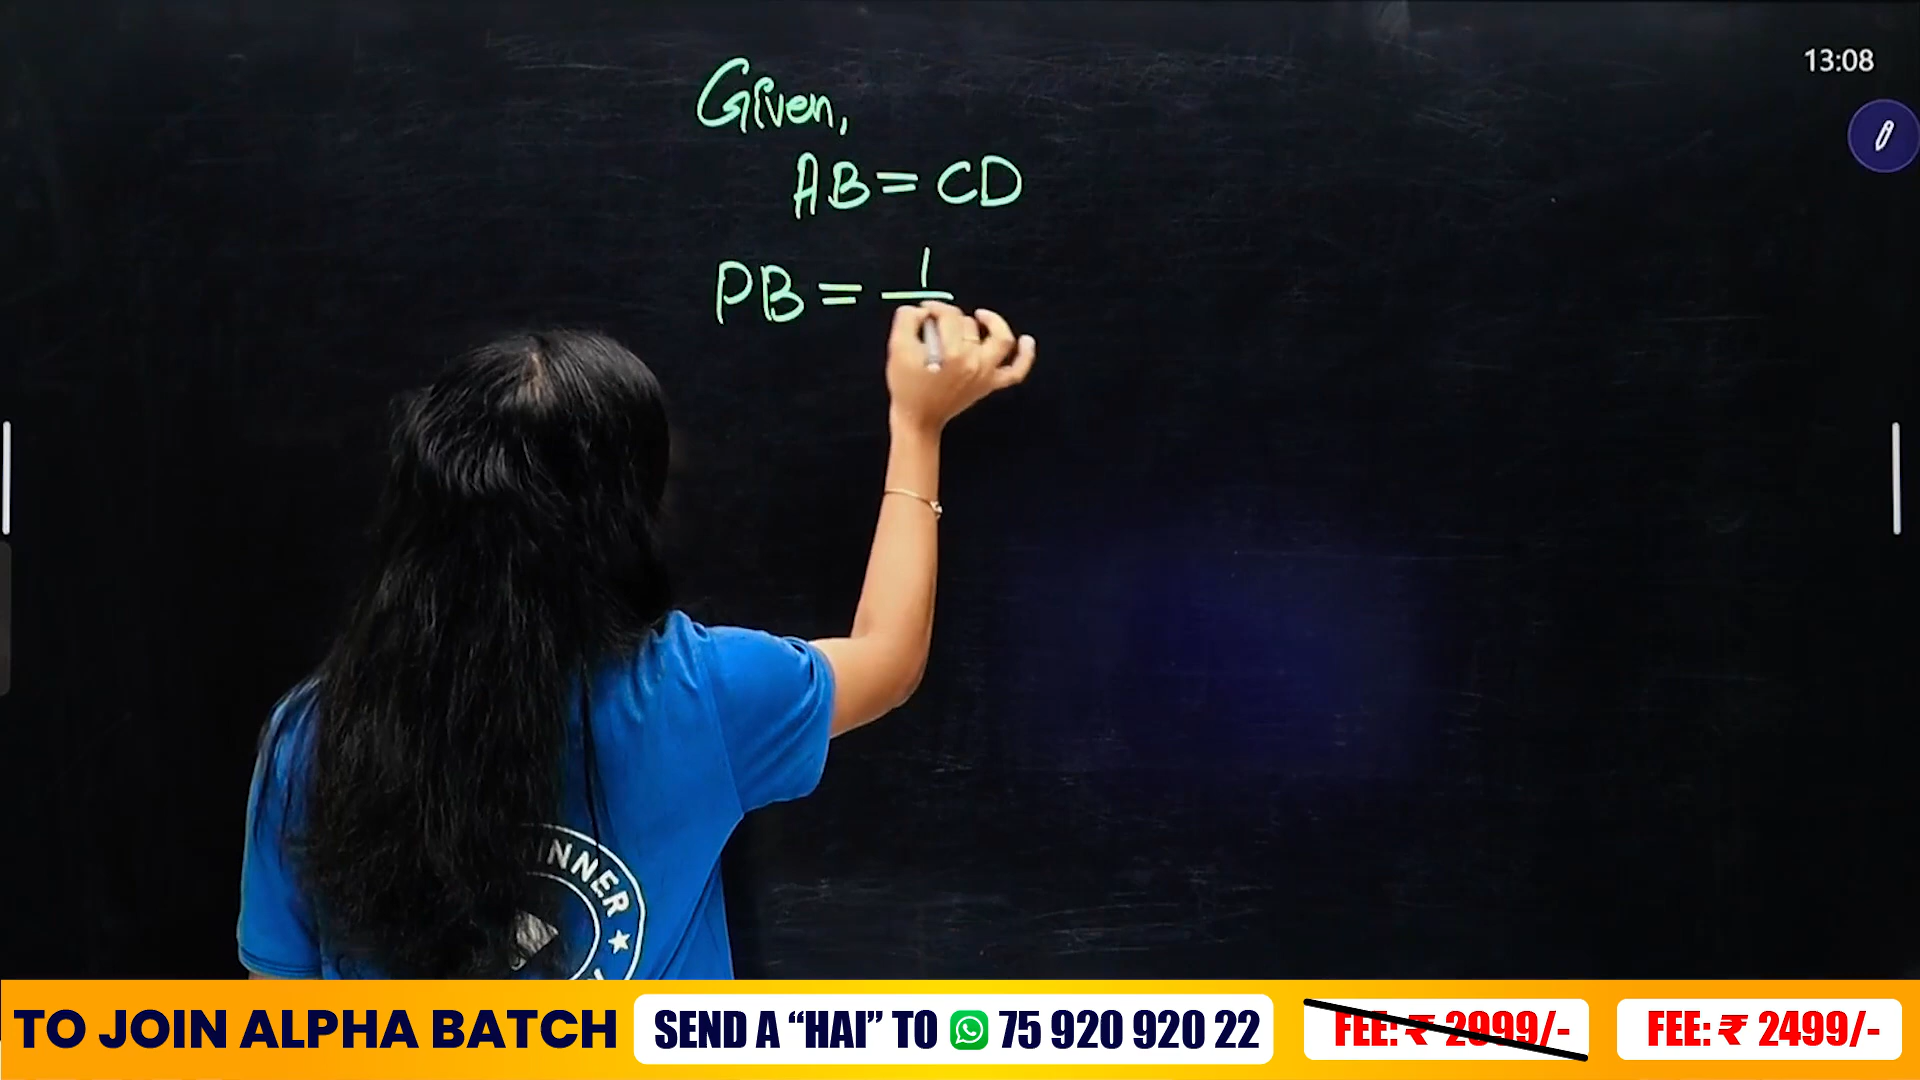 13:08
Given,
AB = CD
PB = 1
INNER ★
TO JOIN ALPHA BATCH
SEND A “HAI” TO 75 920 920 22
FEE: ₹ 2999/-
FEE: ₹ 2499/-